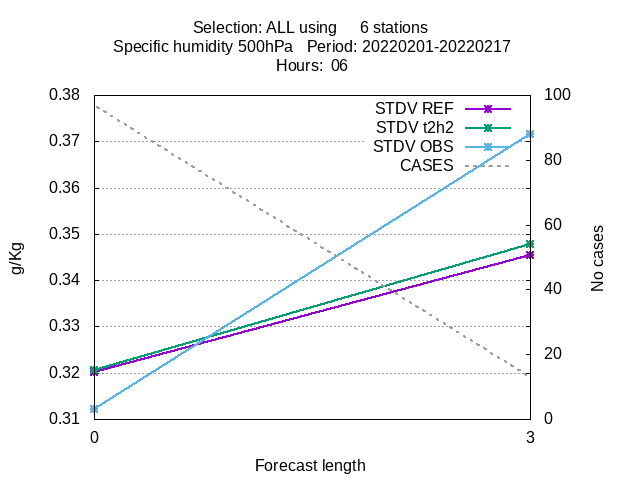 Selection: ALL using     6 stations
Specific humidity 500hPa   Period: 20220201-20220217
Hours:  06
0.38
0.37
0.36
0.35
0.34
0.33
0.32
0.31
g/Kg
STDV REF
STDV t2h2
STDV OBS
CASES
100
80
60
40
20
0
No cases
0
3
Forecast length